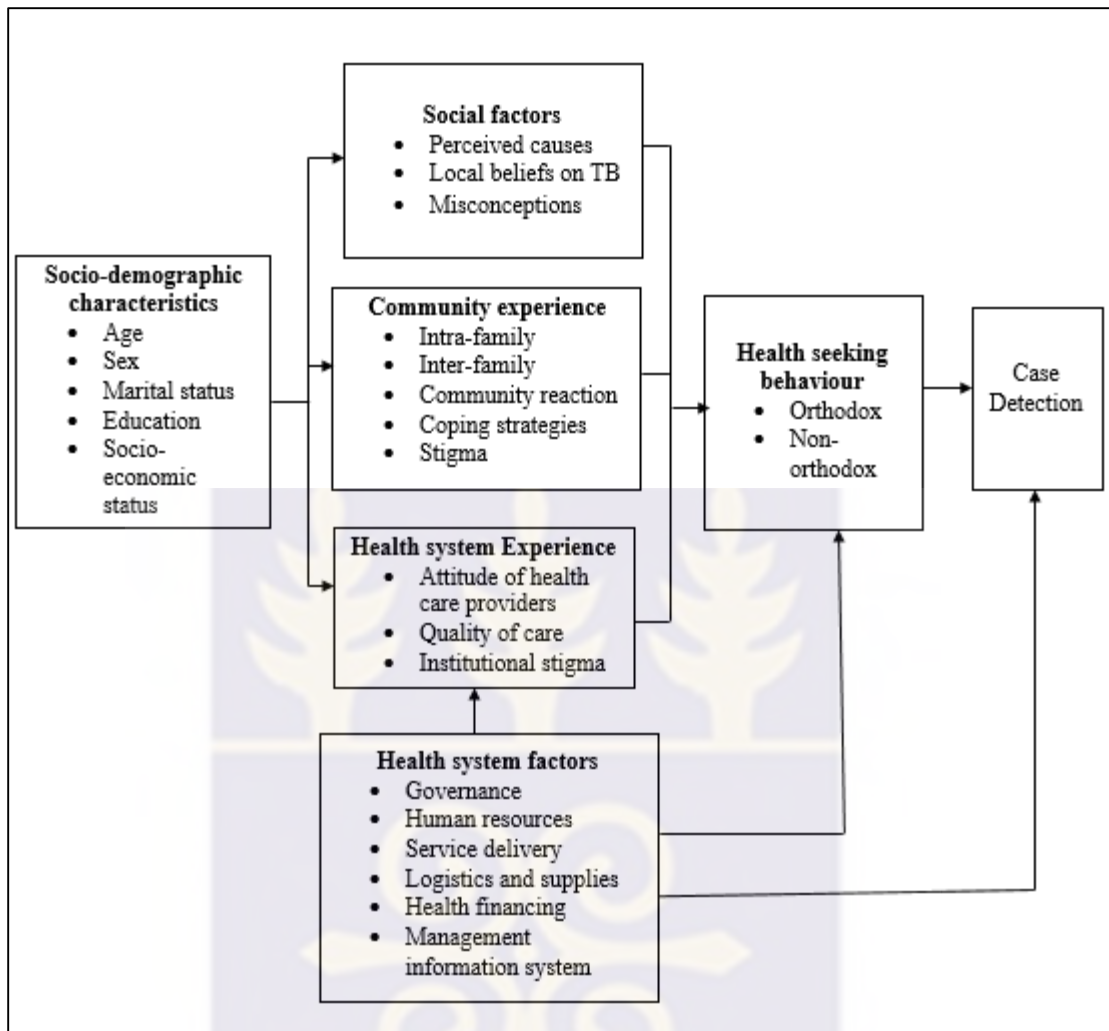 Social factors
• Perceived causes
• Local beliefs on TB
• Misconceptions
Socio-demographic
characteristics
• Age
• Sex
• Marital status
• Education
• Socio-
economic
status
Community experience
• Intra-family
• Inter-family
• Community reaction
• Coping strategies
• Stigma
Health system Experience
• Attitude of health
care providers
• Quality of care
• Institutional stigma
Health system factors
• Governance
• Human resources
• Service delivery
• Logistics and supplies
• Health financing
• Management
information system
Health seeking
behaviour
• Orthodox
• Non-
orthodox
Case
Detection